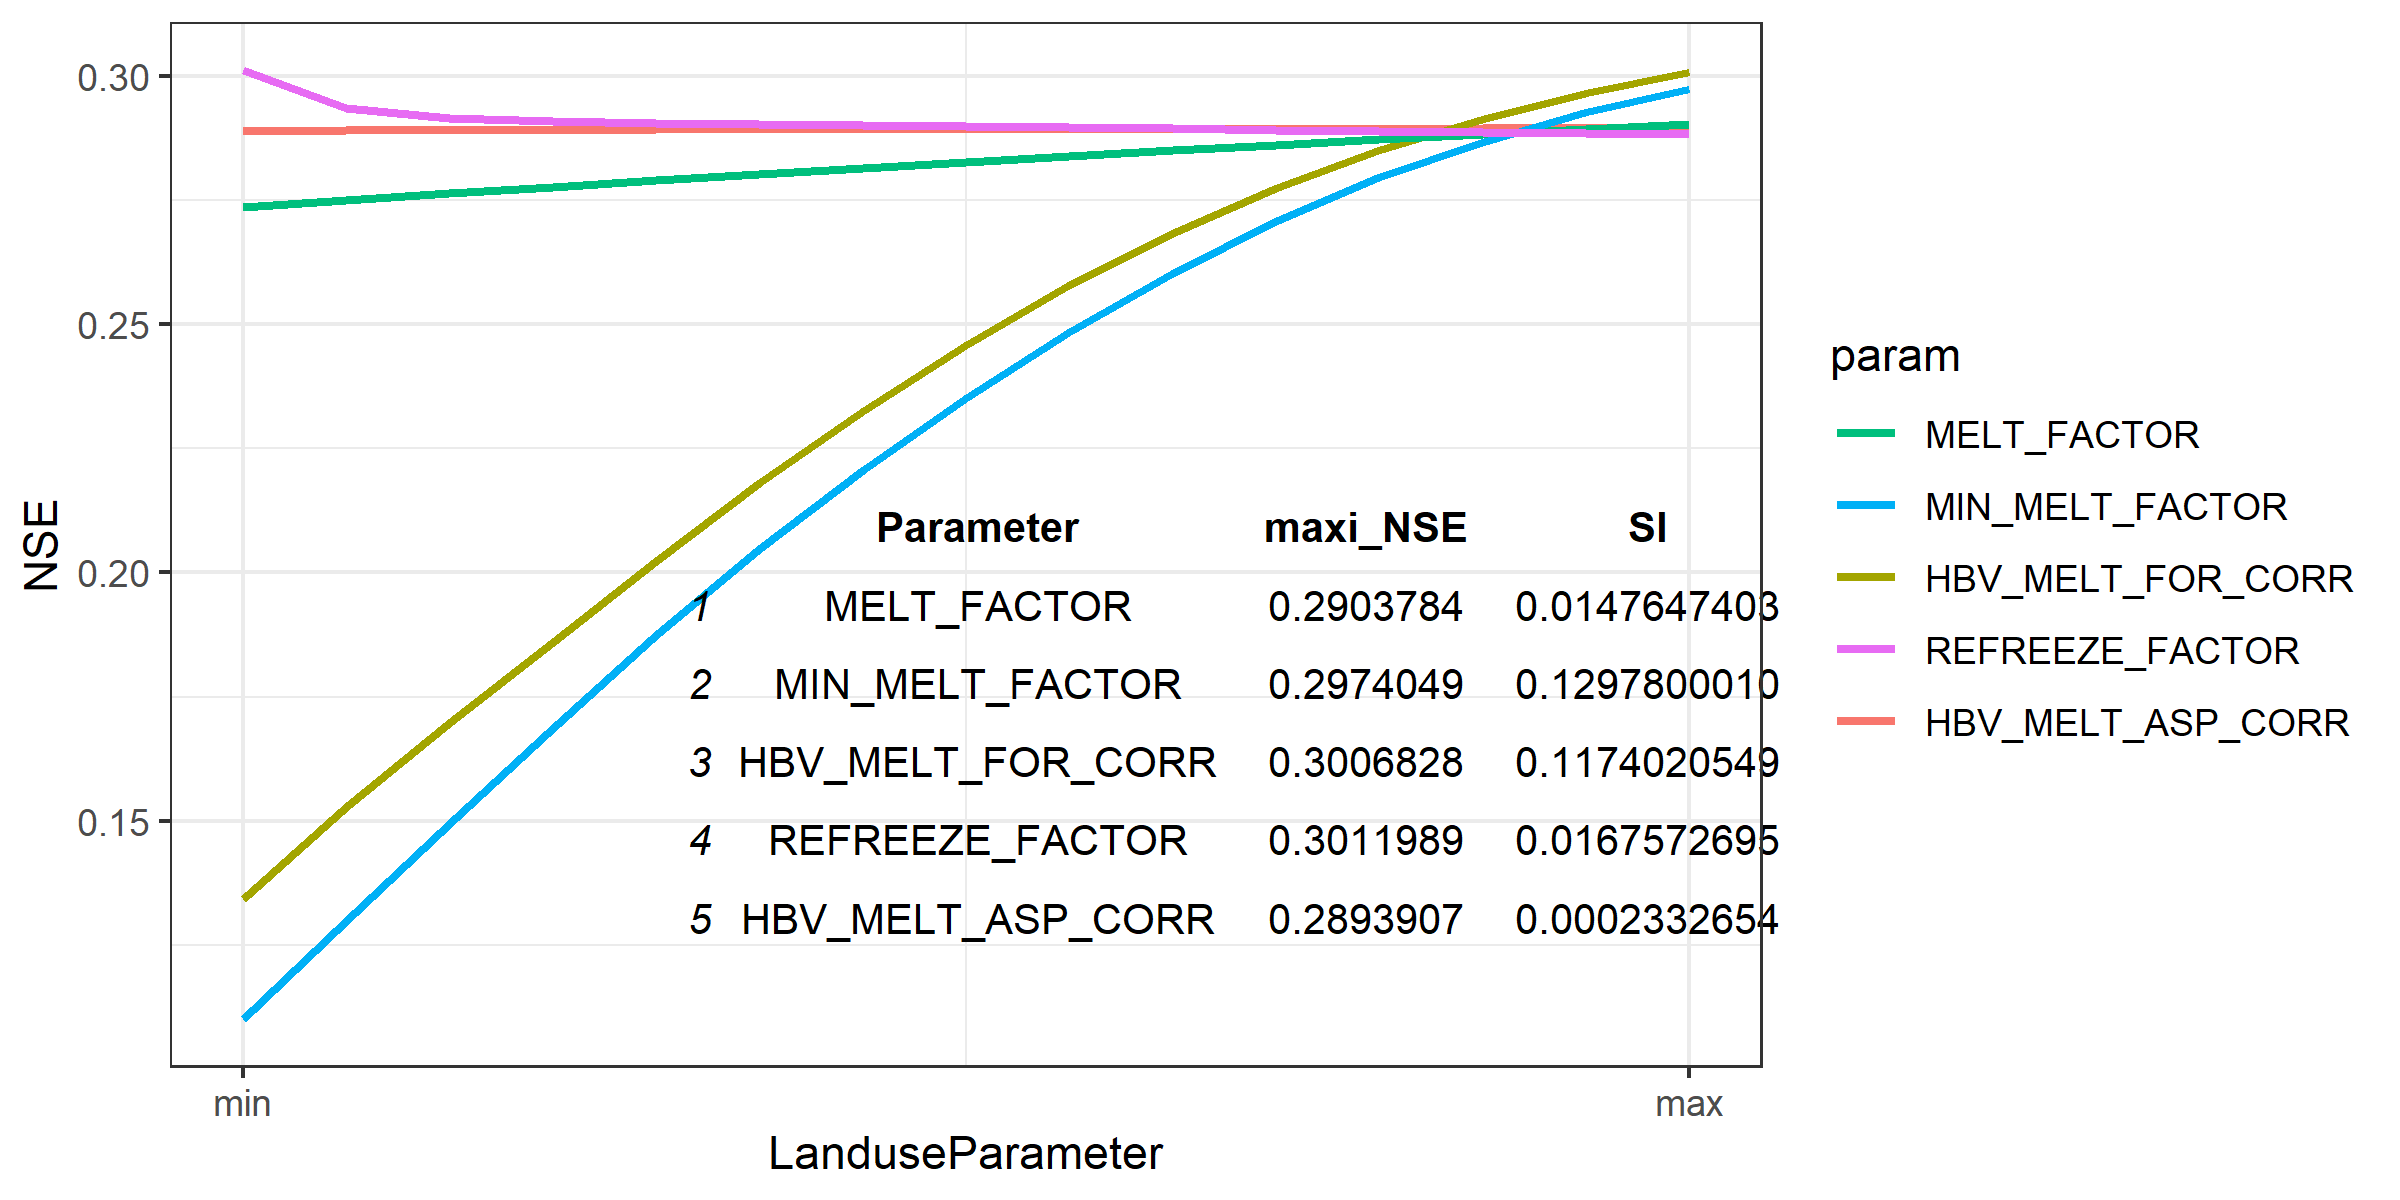 0.30
0.25
0.20
0.15
NSE
min
max
LanduseParameter
Parameter maxi_NSE SI
1 MELT_FACTOR 0.2903784 0.0147647403
2 MIN_MELT_FACTOR 0.2974049 0.1297800010
3 HBV_MELT_FOR_CORR 0.3006828 0.1174020549
4 REFREEZE_FACTOR 0.3011989 0.0167572695
5 HBV_MELT_ASP_CORR 0.2893907 0.0002332654
param
MELT_FACTOR
MIN_MELT_FACTOR
HBV_MELT_FOR_CORR
REFREEZE_FACTOR
HBV_MELT_ASP_CORR